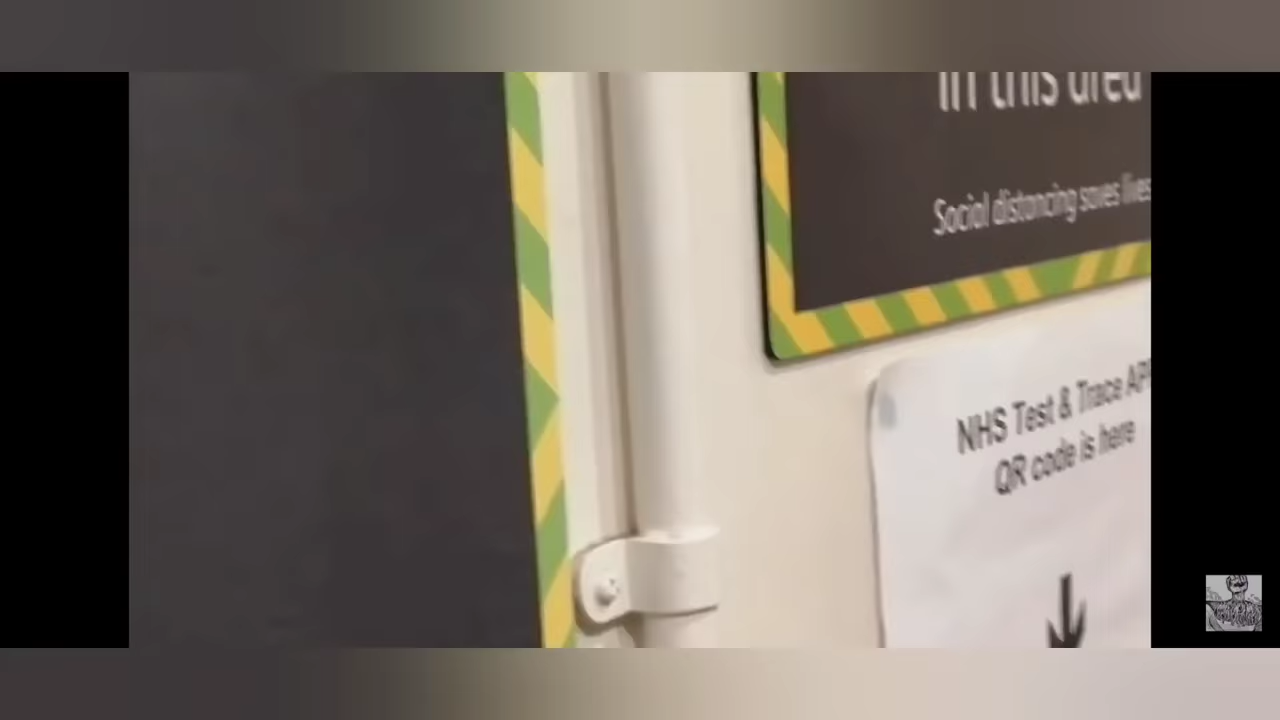 in this area
Social distancing saves lives
NHS Test & Trace APP
QR code is here